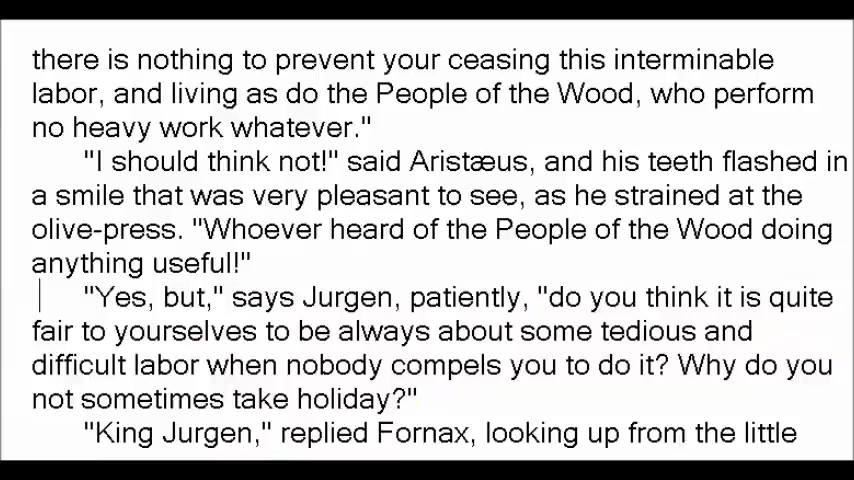 there is nothing to prevent your ceasing this interminable
labor, and living as do the People of the Wood, who perform
no heavy work whatever."
"I should think not!" said Aristæus, and his teeth flashed in
a smile that was very pleasant to see, as he strained at the
olive-press. "Whoever heard of the People of the Wood doing
anything useful!"
"Yes, but," says Jurgen, patiently, "do you think it is quite
fair to yourselves to be always about some tedious and
difficult labor when nobody compels you to do it? Why do you
not sometimes take holiday?"
"King Jurgen," replied Fornax, looking up from the little